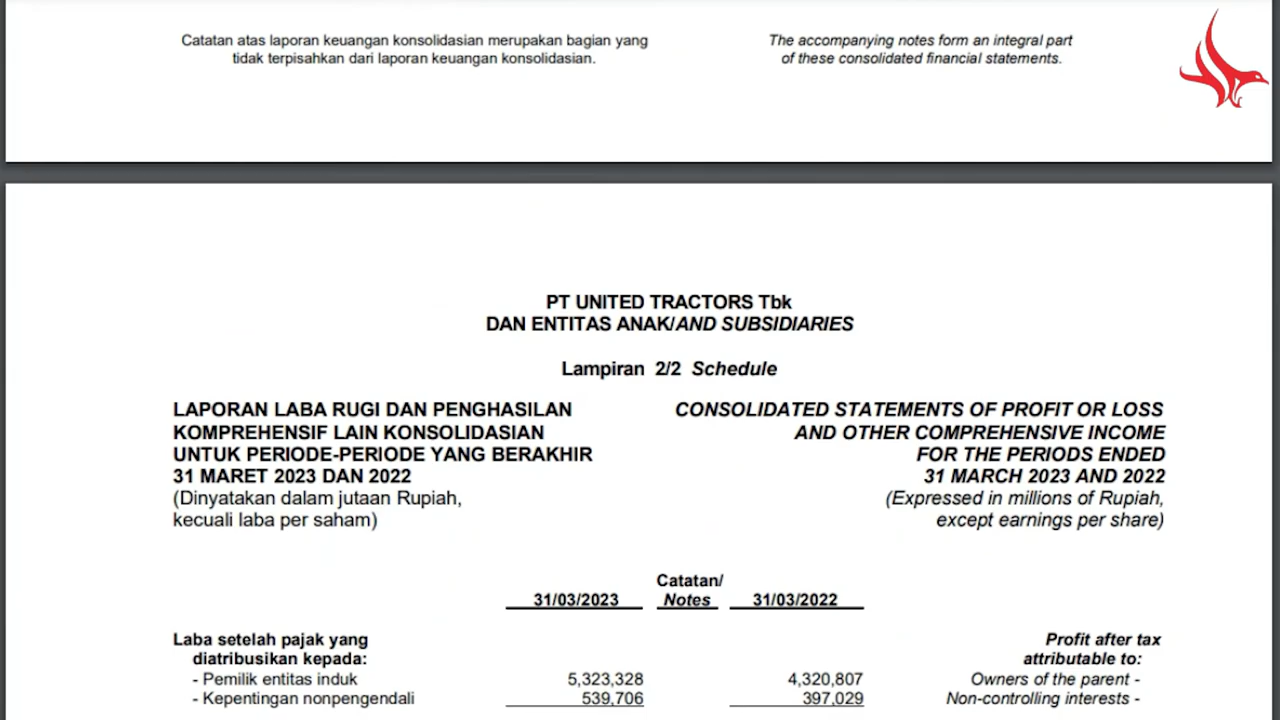 Catatan atas laporan keuangan konsolidasian merupakan bagian yang
tidak terpisahkan dari laporan keuangan konsolidasian.
The accompanying notes form an integral part
of these consolidated financial statements.
PT UNITED TRACTORS Tbk
DAN ENTITAS ANAK/AND SUBSIDIARIES
Lampiran 2/2 Schedule
LAPORAN LABA RUGI DAN PENGHASILAN
KOMPREHENSIF LAIN KONSOLIDASIAN
UNTUK PERIODE-PERIODE YANG BERAKHIR
31 MARET 2023 DAN 2022
(Dinyatakan dalam jutaan Rupiah,
kecuali laba per saham)
CONSOLIDATED STATEMENTS OF PROFIT OR LOSS
AND OTHER COMPREHENSIVE INCOME
FOR THE PERIODS ENDED
31 MARCH 2023 AND 2022
(Expressed in millions of Rupiah,
except earnings per share)
Catatan/
31/03/2023 Notes 31/03/2022
Laba setelah pajak yang Profit after tax
diatribusikan kepada: attributable to:
- Pemilik entitas induk 5,323,328 4,320,807 Owners of the parent -
- Kepentingan nonpengendali 539,706 397,029 Non-controlling interests -